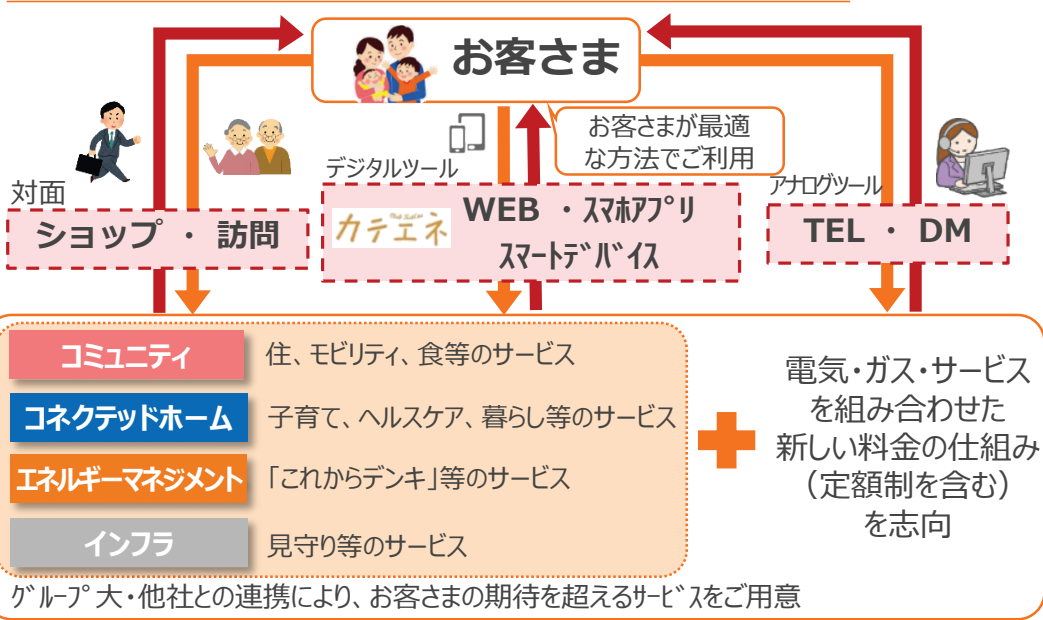 お客さま
お客さまが最適
な方法でご利用
対面
ショップ ・ 訪問
デジタルツール
カテエネ
WEB ・スマホアプリ
スマートデバイス
アナログツール
TEL ・ DM
コミュニティ
住、モビリティ、食等のサービス
コネクテッドホーム
子育て、ヘルスケア、暮らし等のサービス
エネルギーマネジメント
「これからデンキ」等のサービス
インフラ
見守り等のサービス
電気・ガス・サービス
を組み合わせた
新しい料金の仕組み
（定額制を含む）
を志向
グループ大・他社との連携により、お客さまの期待を超えるサービスをご用意